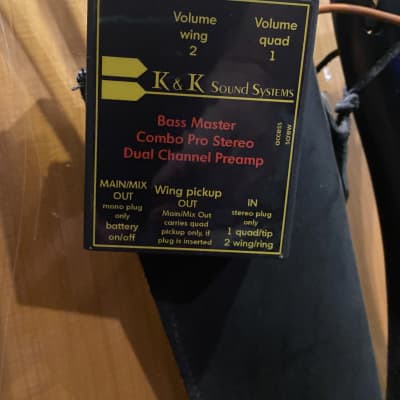 Volume wing 2
Volume quad 1
K & K SOUND SYSTEMS
access screw
Bass Master
Combo Pro Stereo
Dual Channel Preamp
MAIN/MIX
OUT
mono plug
only
battery
on/off
Wing pickup
OUT
Main/Mix Out
carries quad
pickup only, if
plug is inserted
IN
stereo plug
only
1 quad/tip
2 wing/ring